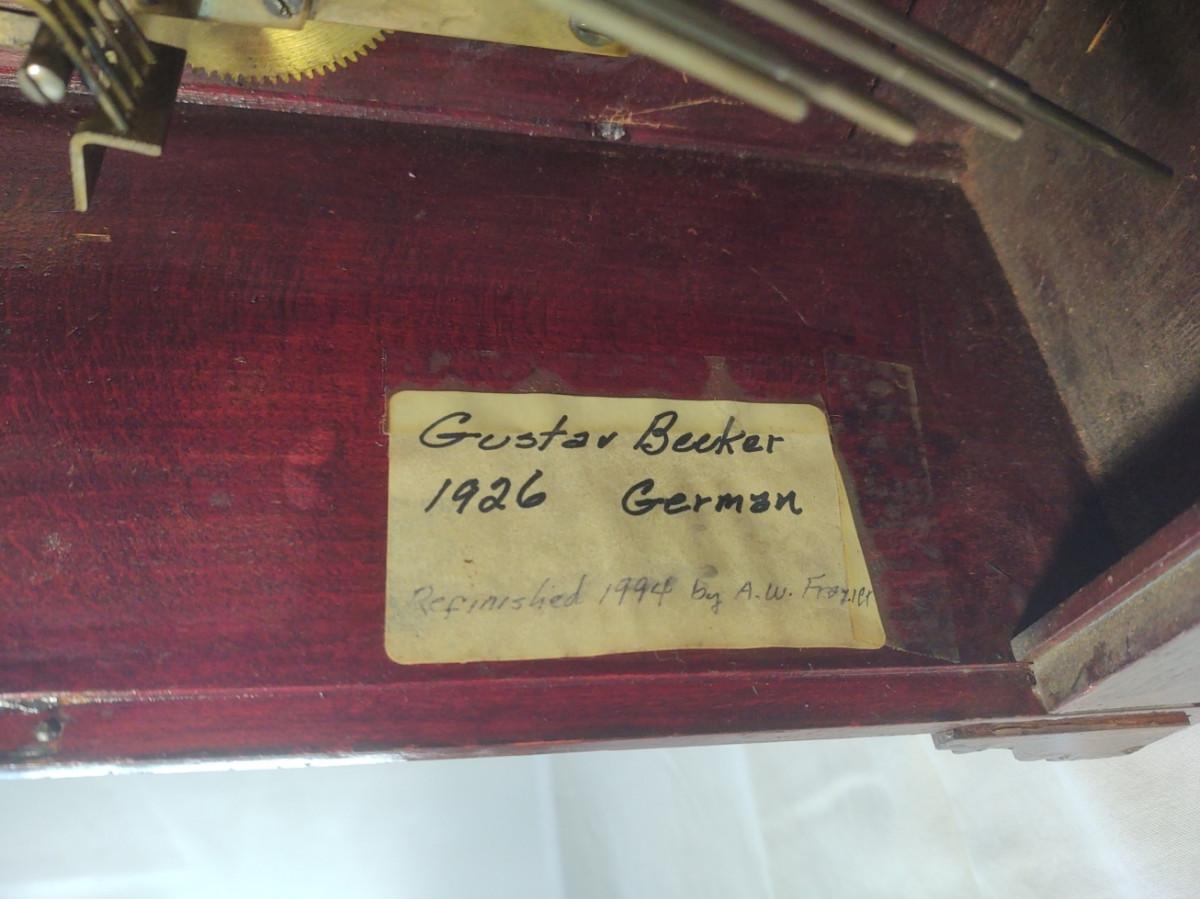 Gustav Becker
1926 German
Refinished 1994 by A.W. Frazier